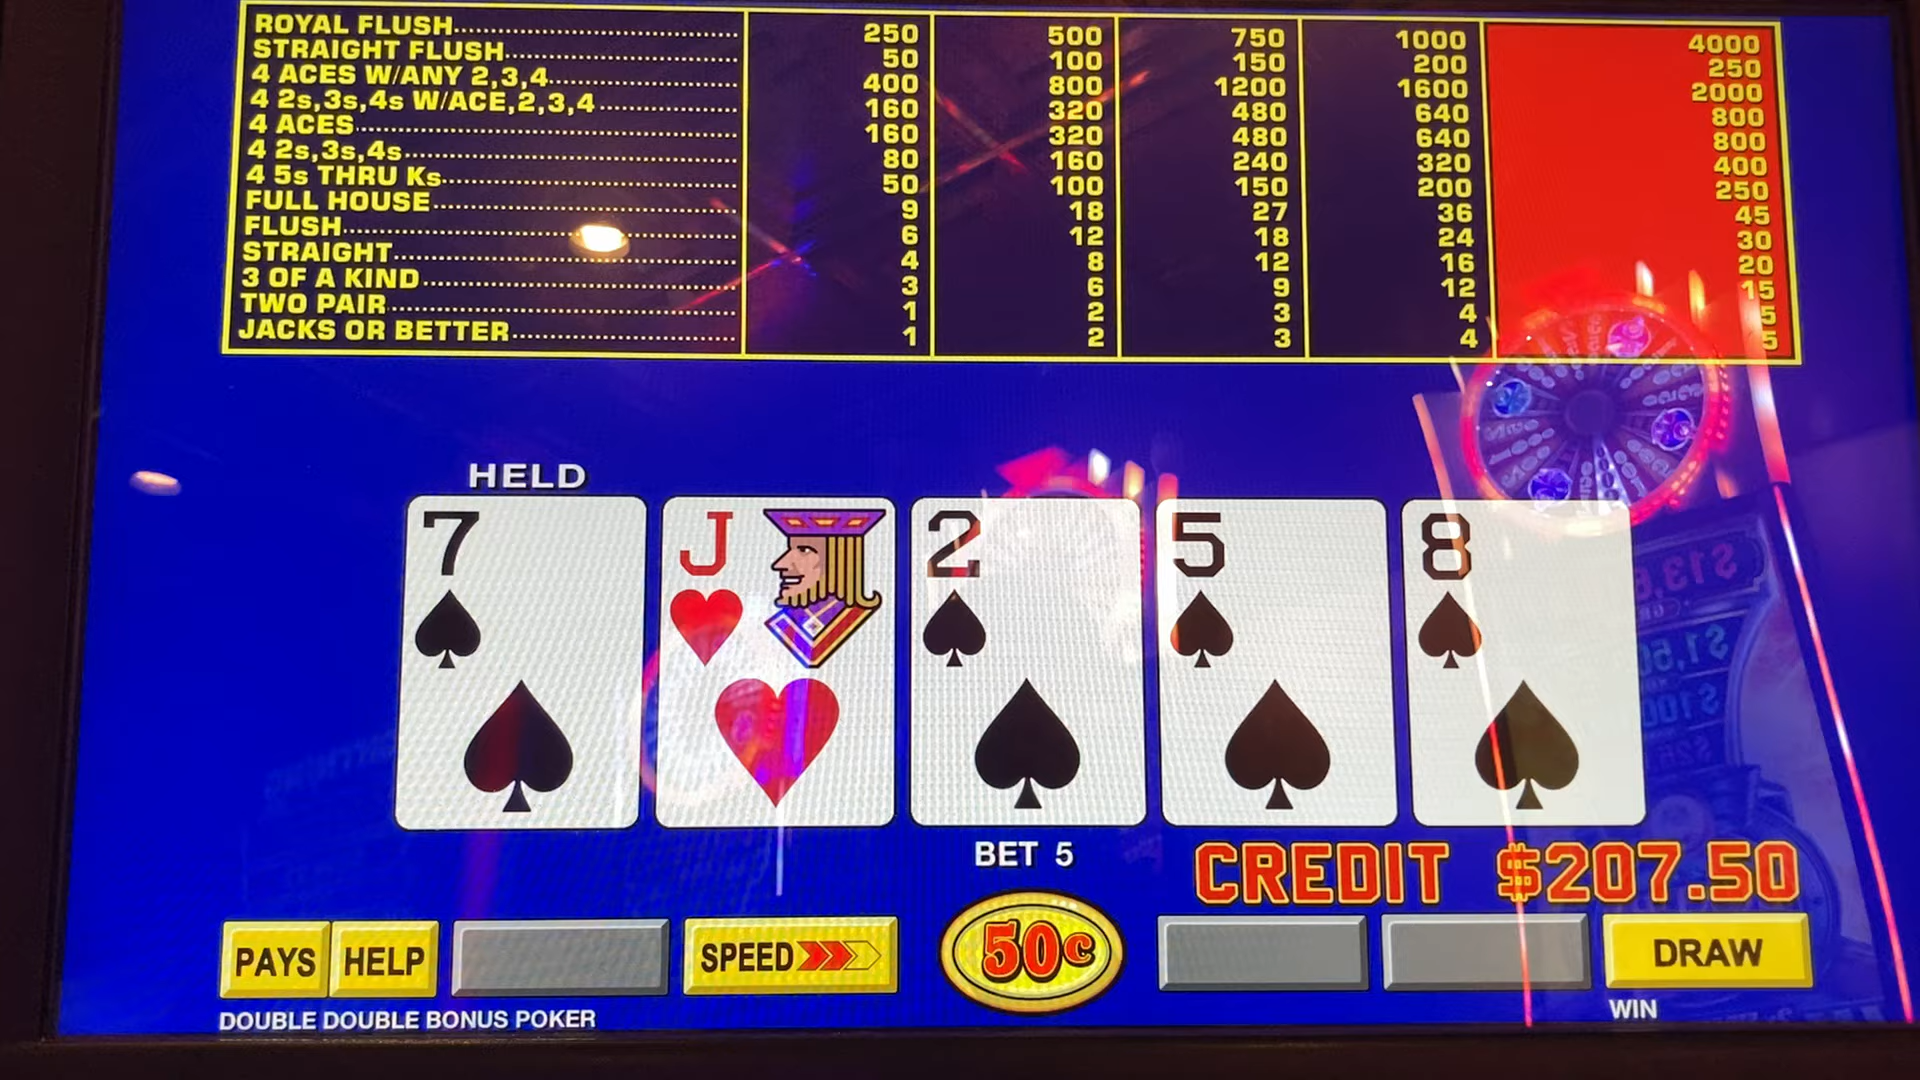 ROYAL FLUSH 250 500 750 1000 4000
STRAIGHT FLUSH 50 100 150 200 250
4 ACES W/ANY 2,3,4 400 800 1200 1600 2000
4 2s,3s,4s W/ACE,2,3,4 160 320 480 640 800
4 ACES 160 320 480 640 800
4 2s,3s,4s 80 160 240 320 400
4 5s THRU Ks 50 100 150 200 250
FULL HOUSE 9 18 27 36 45
FLUSH 6 12 18 24 30
STRAIGHT 4 8 12 16 20
3 OF A KIND 3 6 9 12 15
TWO PAIR 1 2 3 4 5
JACKS OR BETTER 1 2 3 4 5
HELD
7 J 2 5 8
BET 5
CREDIT $207.50
PAYS HELP SPEED 50¢ DRAW
DOUBLE DOUBLE BONUS POKER
WIN